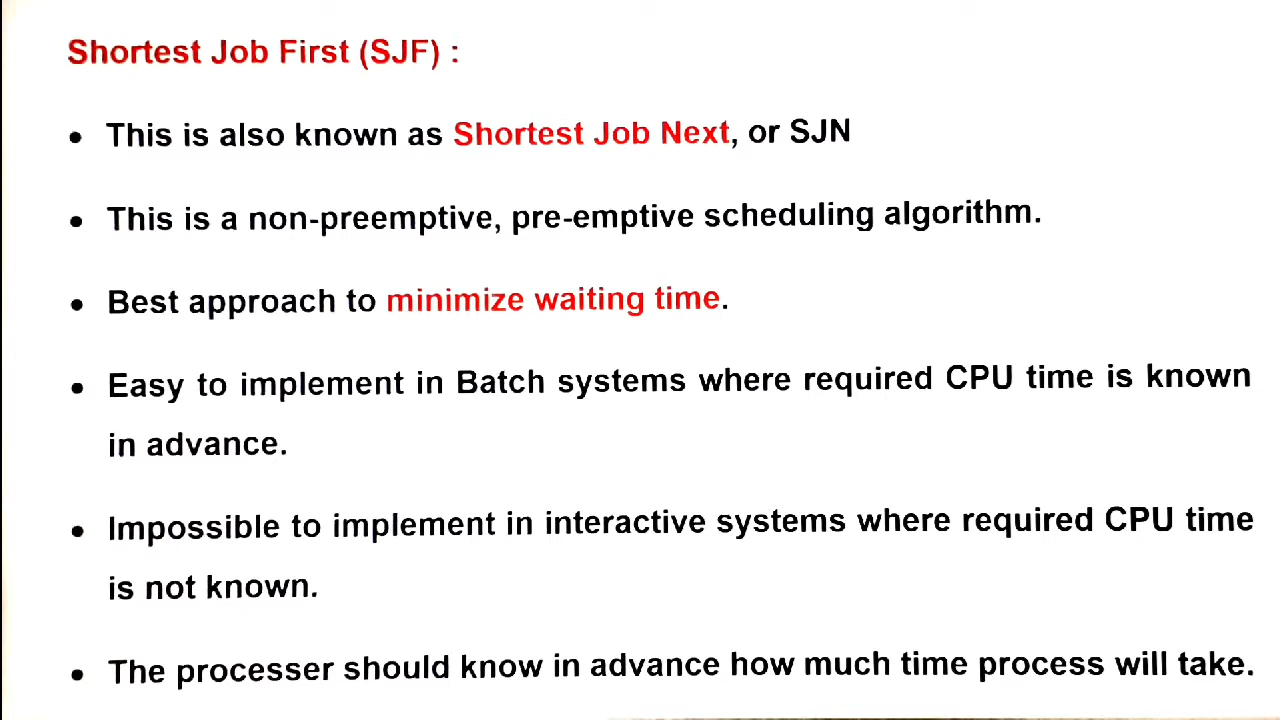 Shortest Job First (SJF) :
• This is also known as Shortest Job Next, or SJN
• This is a non-preemptive, pre-emptive scheduling algorithm.
• Best approach to minimize waiting time.
• Easy to implement in Batch systems where required CPU time is known
in advance.
• Impossible to implement in interactive systems where required CPU time
is not known.
• The processer should know in advance how much time process will take.